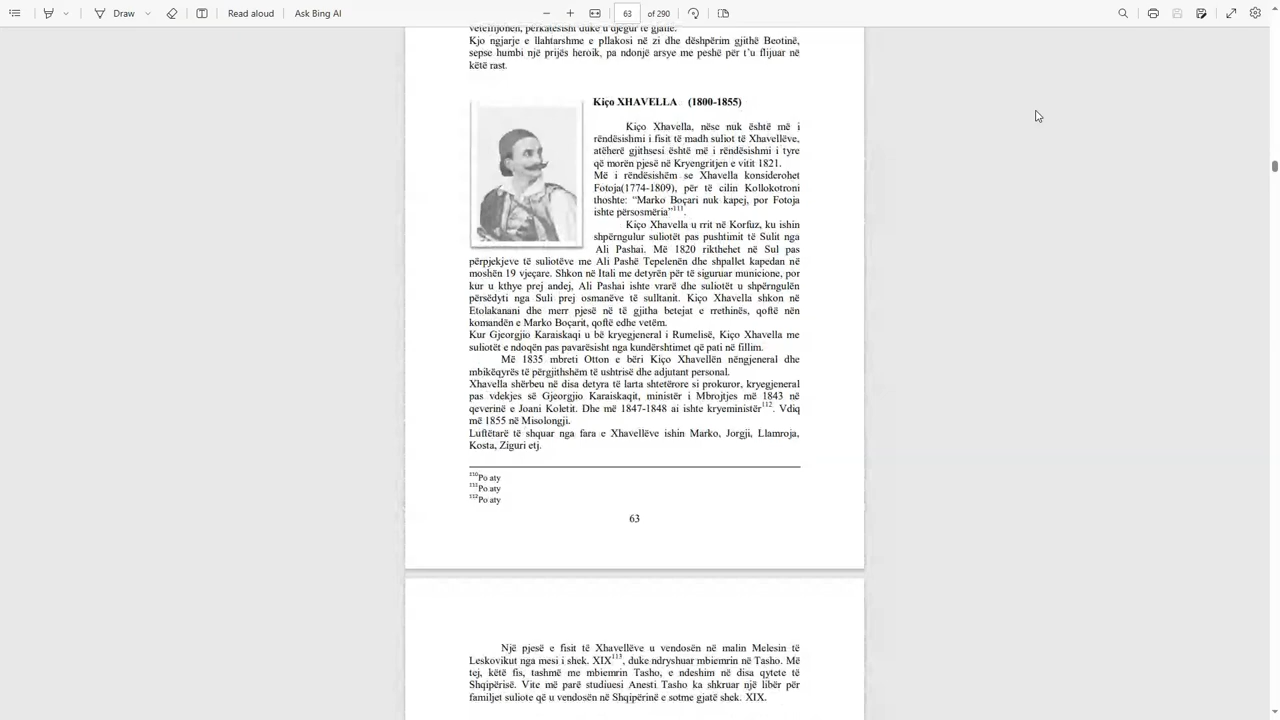 Draw
Read aloud
Ask Bing AI
63
of 290
Kjo ngjarje e llahtarshme e pllakosi në zi dhe dëshpërim gjithë Beotinë,
sepse humbi një prijës heroik, pa ndonjë arsye me peshë për t'u flijuar në
këtë rast.
Kiço XHAVELLA (1800-1855)
Kiço Xhavella, nëse nuk është më i
rëndësishmi i fisit të madh suliot të Xhavellëve,
atëherë gjithsesi është më i rëndësishmi i tyre
që morën pjesë në Kryengritjen e vitit 1821.
Më i rëndësishëm se Xhavella konsiderohet
Fotoja(1774-1809), për të cilin Kollokotroni
thoshte: “Marko Boçari nuk kapej, por Fotoja
ishte përsosmëria”111.
Kiço Xhavella u rrit në Korfuz, ku ishin
shpërngulur suliotët pas pushtimit të Sulit nga
Ali Pashai. Më 1820 rikthehet në Sul pas
përpjekjeve të suliotëve me Ali Pashë Tepelenën dhe shpallet kapedan në
moshën 19 vjeçare. Shkon në Itali me detyrën për të siguruar municione, por
kur u kthye prej andej, Ali Pashai ishte vrarë dhe suliotët u shpërngulën
përsëdyti nga Suli prej osmanëve të sulltanit. Kiço Xhavella shkon në
Etolakanani dhe merr pjesë në të gjitha betejat e rrethinës, qoftë nën
komandën e Marko Boçarit, qoftë edhe vetëm.
Kur Gjeorgjio Karaiskaqi u bë kryegjeneral i Rumelisë, Kiço Xhavella me
suliotët e ndoqën pas pavarësisht nga kundërshtimet që pati në fillim.
Më 1835 mbreti Otton e bëri Kiço Xhavellën nëngjeneral dhe
mbikëqyrës të përgjithshëm të ushtrisë dhe adjutant personal.
Xhavella shërbeu në disa detyra të larta shtetërore si prokuror, kryegjeneral
pas vdekjes së Gjeorgjio Karaiskaqit, ministër i Mbrojtjes më 1843 në
qeverinë e Joani Koletit. Dhe më 1847-1848 ai ishte kryeministër112. Vdiq
më 1855 në Misolongji.
Luftëtarë të shquar nga fara e Xhavellëve ishin Marko, Jorgji, Llamroja,
Kosta, Ziguri etj.
110Po aty
111Po aty
112Po aty
63
Një pjesë e fisit të Xhavellëve u vendosën në malin Melesin të
Leskovikut nga mesi i shek. XIX113, duke ndryshuar mbiemrin në Tasho. Më
tej, këtë fis, tashmë me mbiemrin Tasho, e ndeshim në disa qytete të
Shqipërisë. Vite më parë studiuesi Anesti Tasho ka shkruar një libër për
familjet suliote që u vendosën në Shqipërinë e sotme gjatë shek. XIX.